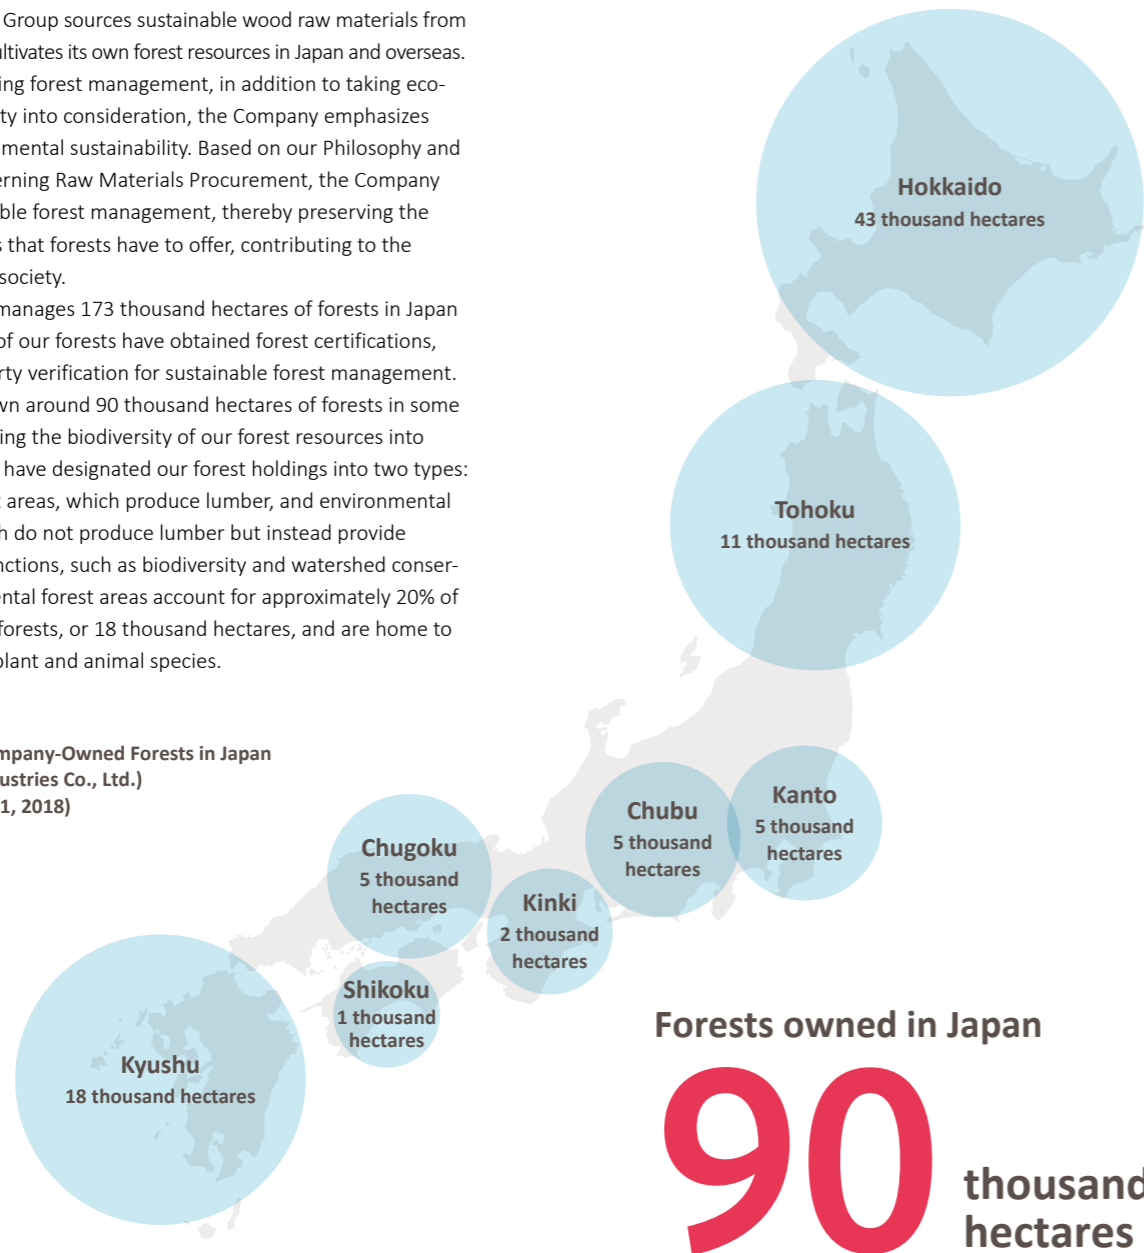 Group sources sustainable wood raw materials from
ultivates its own forest resources in Japan and overseas.
ing forest management, in addition to taking eco-
ty into consideration, the Company emphasizes
mental sustainability. Based on our Philosophy and
erning Raw Materials Procurement, the Company
ble forest management, thereby preserving the
s that forests have to offer, contributing to the
society.
manages 173 thousand hectares of forests in Japan
of our forests have obtained forest certifications,
rty verification for sustainable forest management.
wn around 90 thousand hectares of forests in some
ing the biodiversity of our forest resources into
have designated our forest holdings into two types:
t areas, which produce lumber, and environmental
h do not produce lumber but instead provide
nctions, such as biodiversity and watershed conser-
ental forest areas account for approximately 20% of
forests, or 18 thousand hectares, and are home to
plant and animal species.
mpany-Owned Forests in Japan
ustries Co., Ltd.)
1, 2018)
Hokkaido
43 thousand hectares
Tohoku
11 thousand hectares
Kanto
5 thousand
hectares
Chubu
5 thousand
hectares
Chugoku
5 thousand
hectares
Kinki
2 thousand
hectares
Shikoku
1 thousand
hectares
Kyushu
18 thousand hectares
Forests owned in Japan
90
thousand
hectares